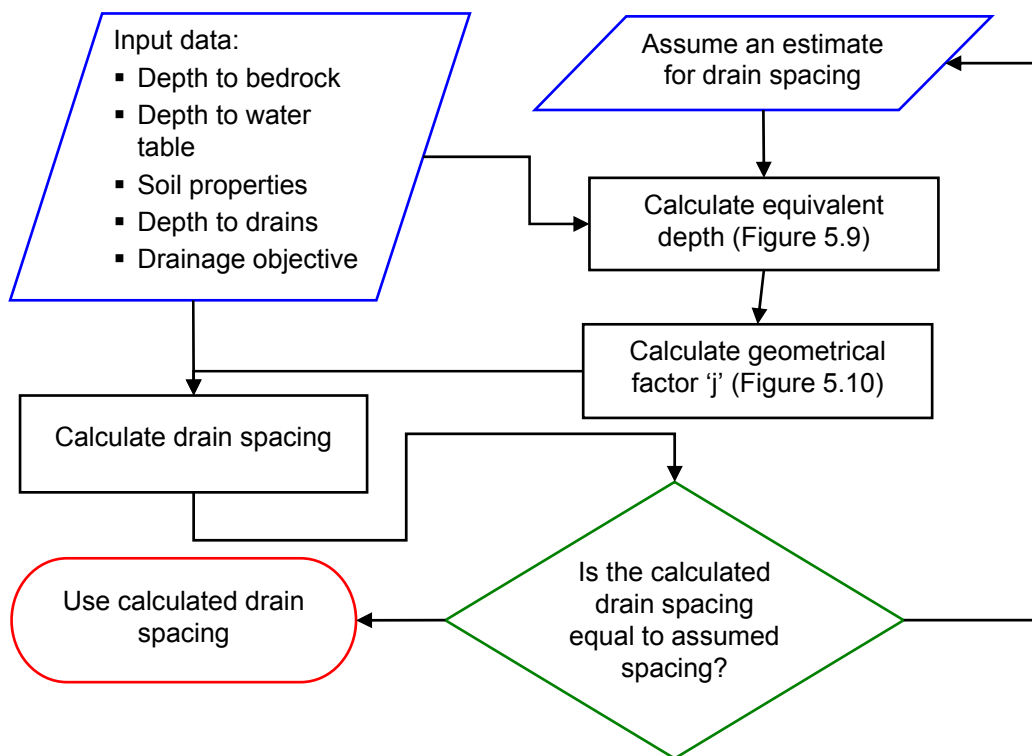 Input data:
▪ Depth to bedrock
▪ Depth to water
table
▪ Soil properties
▪ Depth to drains
▪ Drainage objective
Assume an estimate
for drain spacing
Calculate equivalent
depth (Figure 5.9)
Calculate geometrical
factor ‘j’ (Figure 5.10)
Calculate drain spacing
Is the calculated
drain spacing
equal to assumed
spacing?
Use calculated drain
spacing